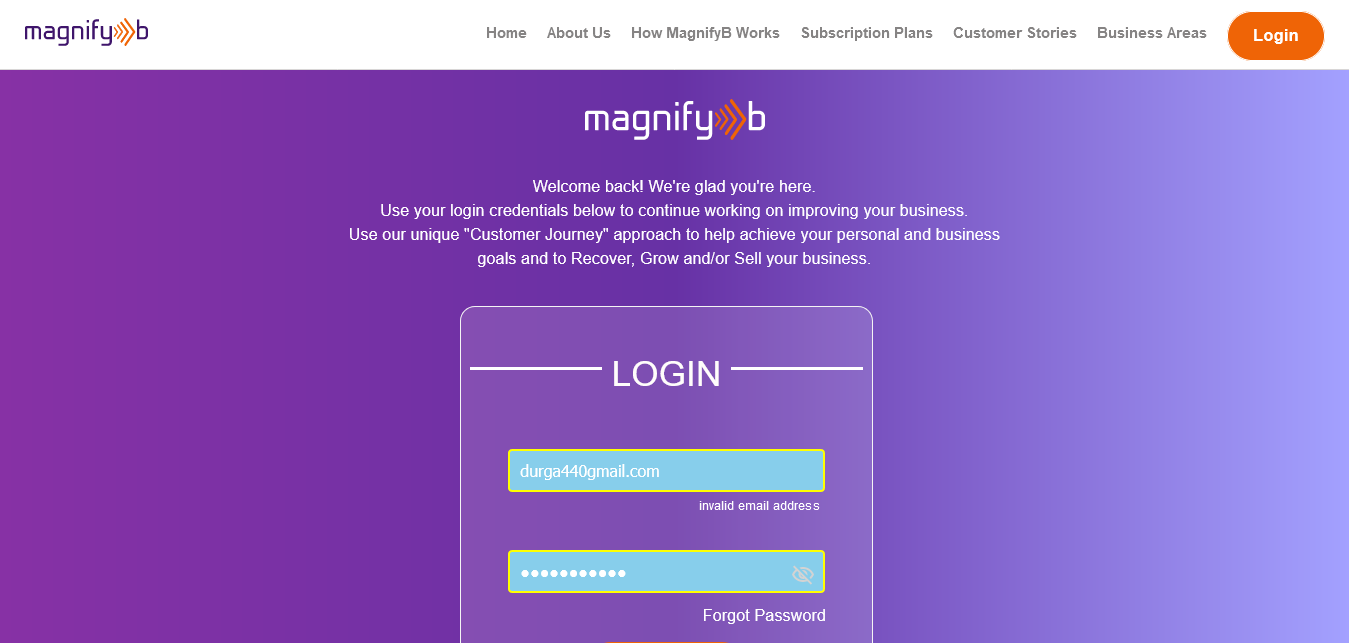 magnifyb
Home About Us How MagnifyB Works Subscription Plans Customer Stories Business Areas Login
magnifyb
Welcome back! We're glad you're here.
Use your login credentials below to continue working on improving your business.
Use our unique "Customer Journey" approach to help achieve your personal and business
goals and to Recover, Grow and/or Sell your business.
LOGIN
durga440gmail.com
invalid email address
•••••••••••
Forgot Password